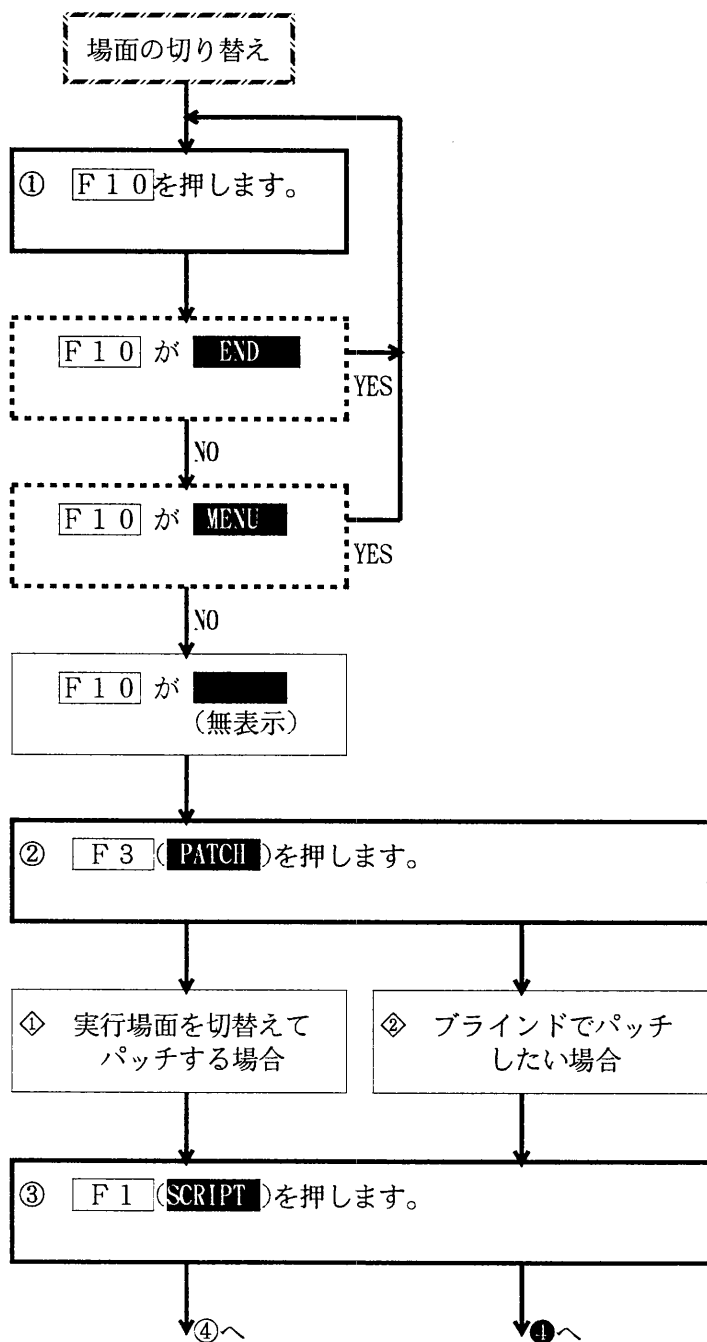 場面の切り替え
① F10を押します。
F10 が END
YES
NO
F10 が MENU
YES
NO
F10 が
(無表示)
② F3(PATCH)を押します。
① 実行場面を切替えて
パッチする場合
② ブラインドでパッチ
したい場合
③ F1(SCRIPT)を押します。
④へ
❹へ